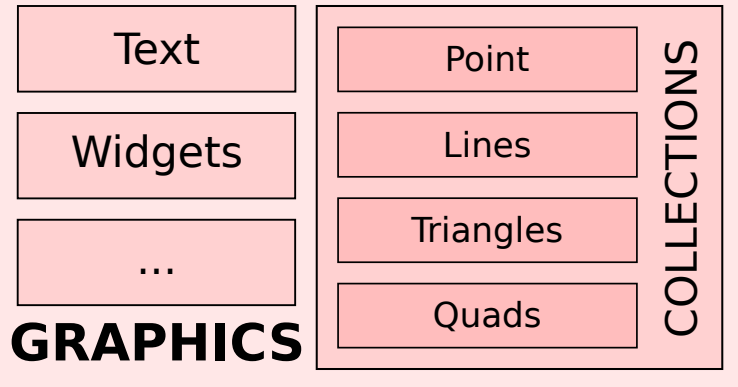 Text
Widgets
...
GRAPHICS
Point
Lines
Triangles
Quads
COLLECTIONS